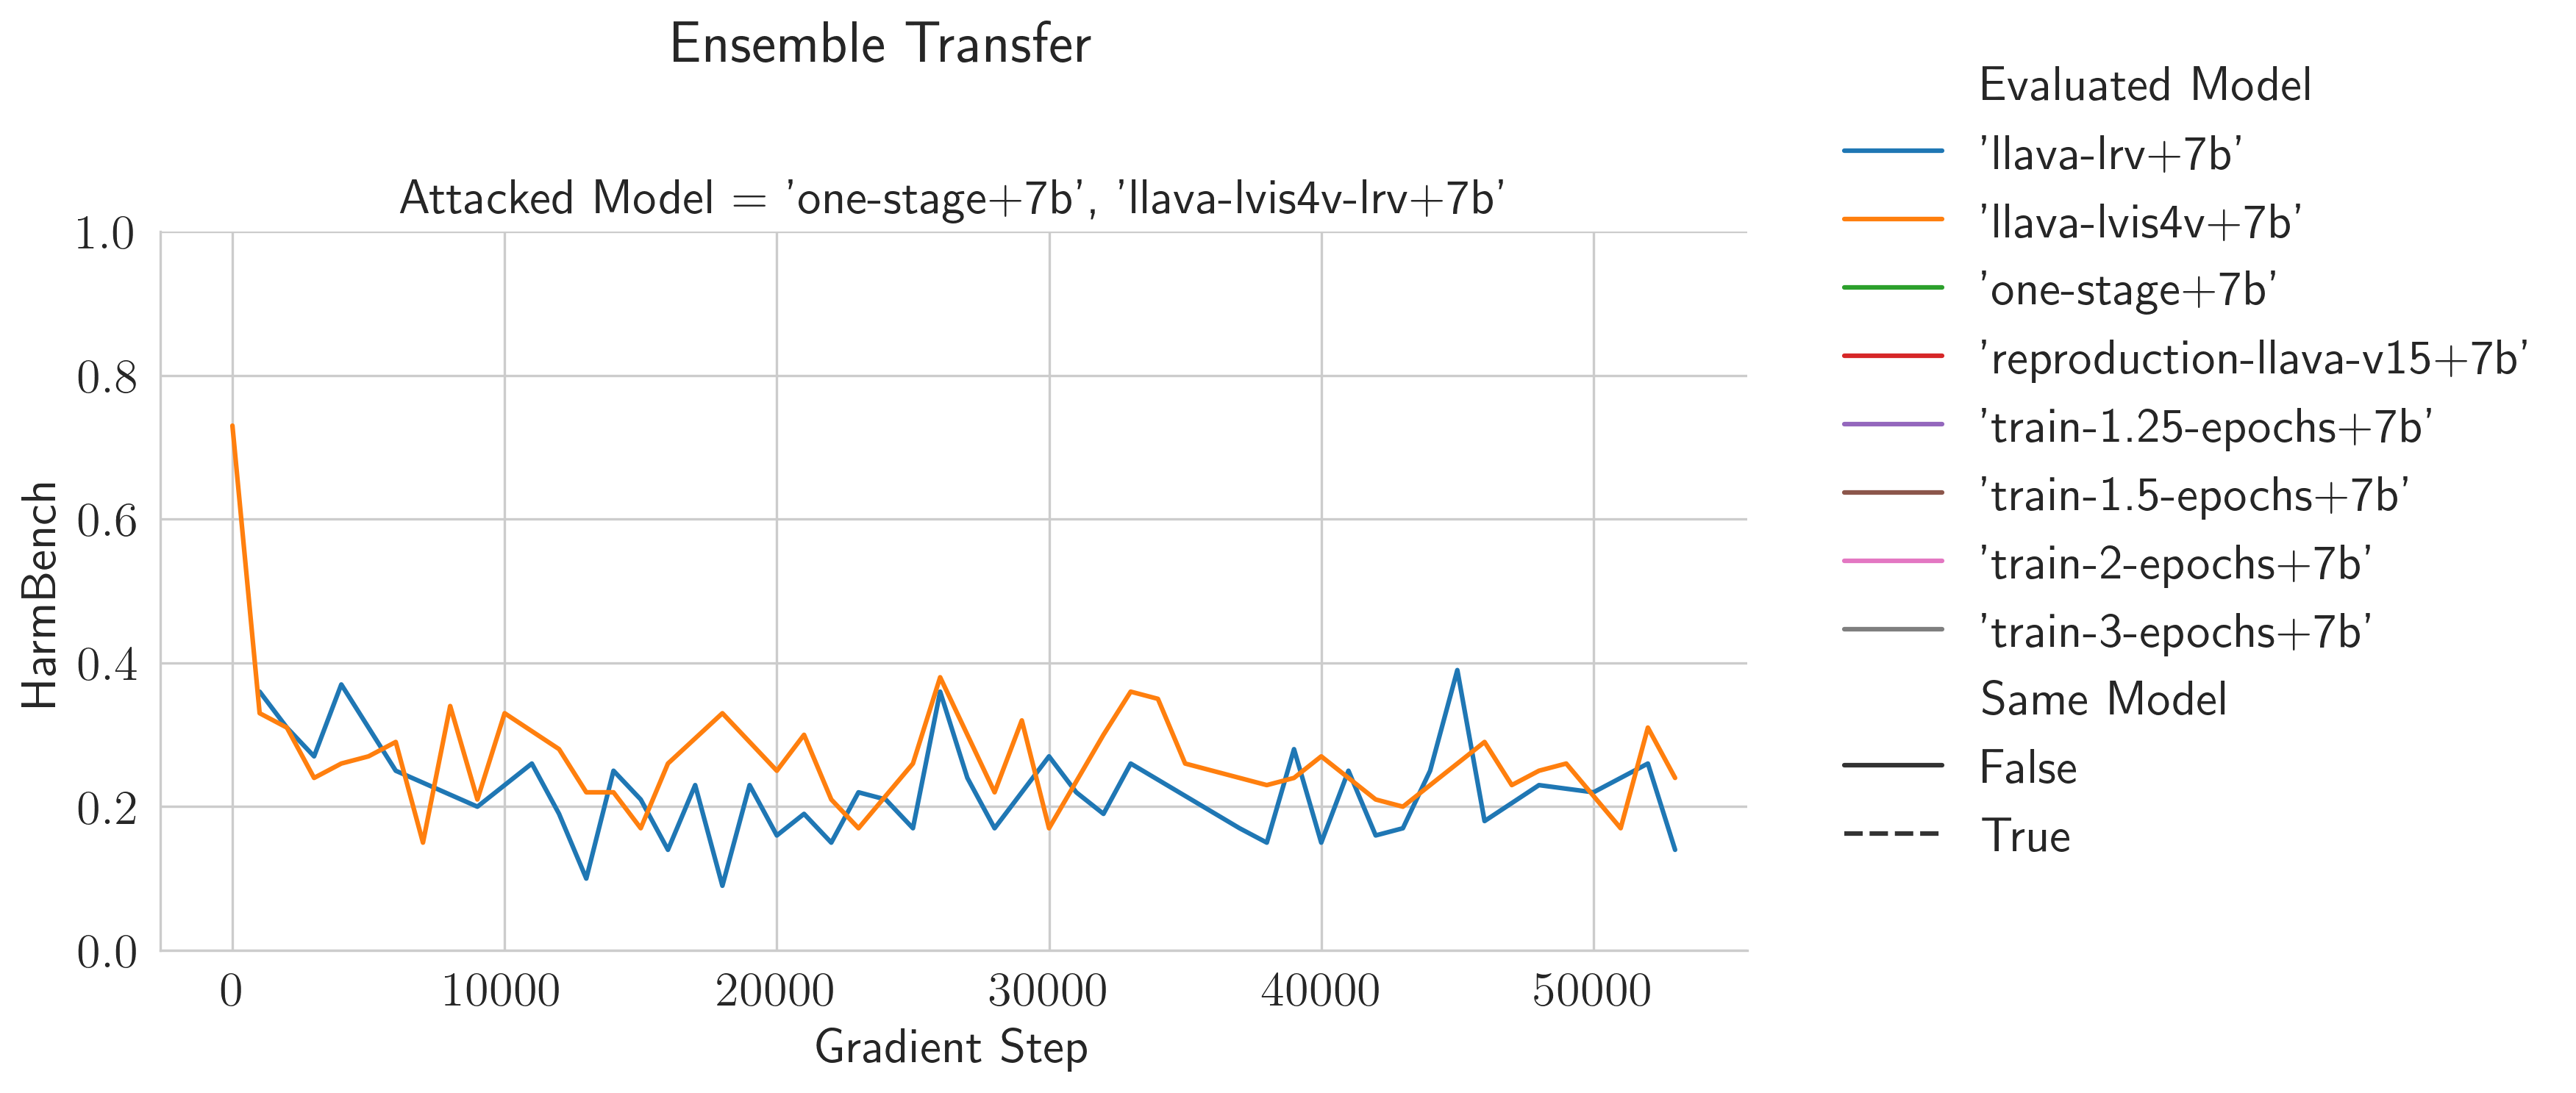 Ensemble Transfer
Attacked Model = 'one-stage+7b', 'llava-lvis4v-lrv+7b'
1.0
0.8
0.6
0.4
0.2
0.0
HarmBench
0
10000
20000
30000
40000
50000
Gradient Step
Evaluated Model
'llava-lrv+7b'
'llava-lvis4v+7b'
'one-stage+7b'
'reproduction-llava-v15+7b'
'train-1.25-epochs+7b'
'train-1.5-epochs+7b'
'train-2-epochs+7b'
'train-3-epochs+7b'
Same Model
False
True